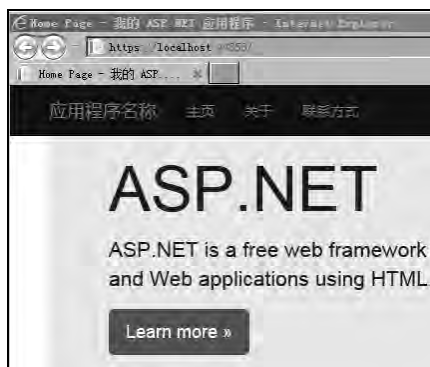 Home Page - 我的 ASP.NET 应用程序 - Internet Explorer
https://localhost
Home Page - 我的 ASP....
应用程序名称 主页 关于 联系方式
ASP.NET
ASP.NET is a free web framework
and Web applications using HTML
Learn more »